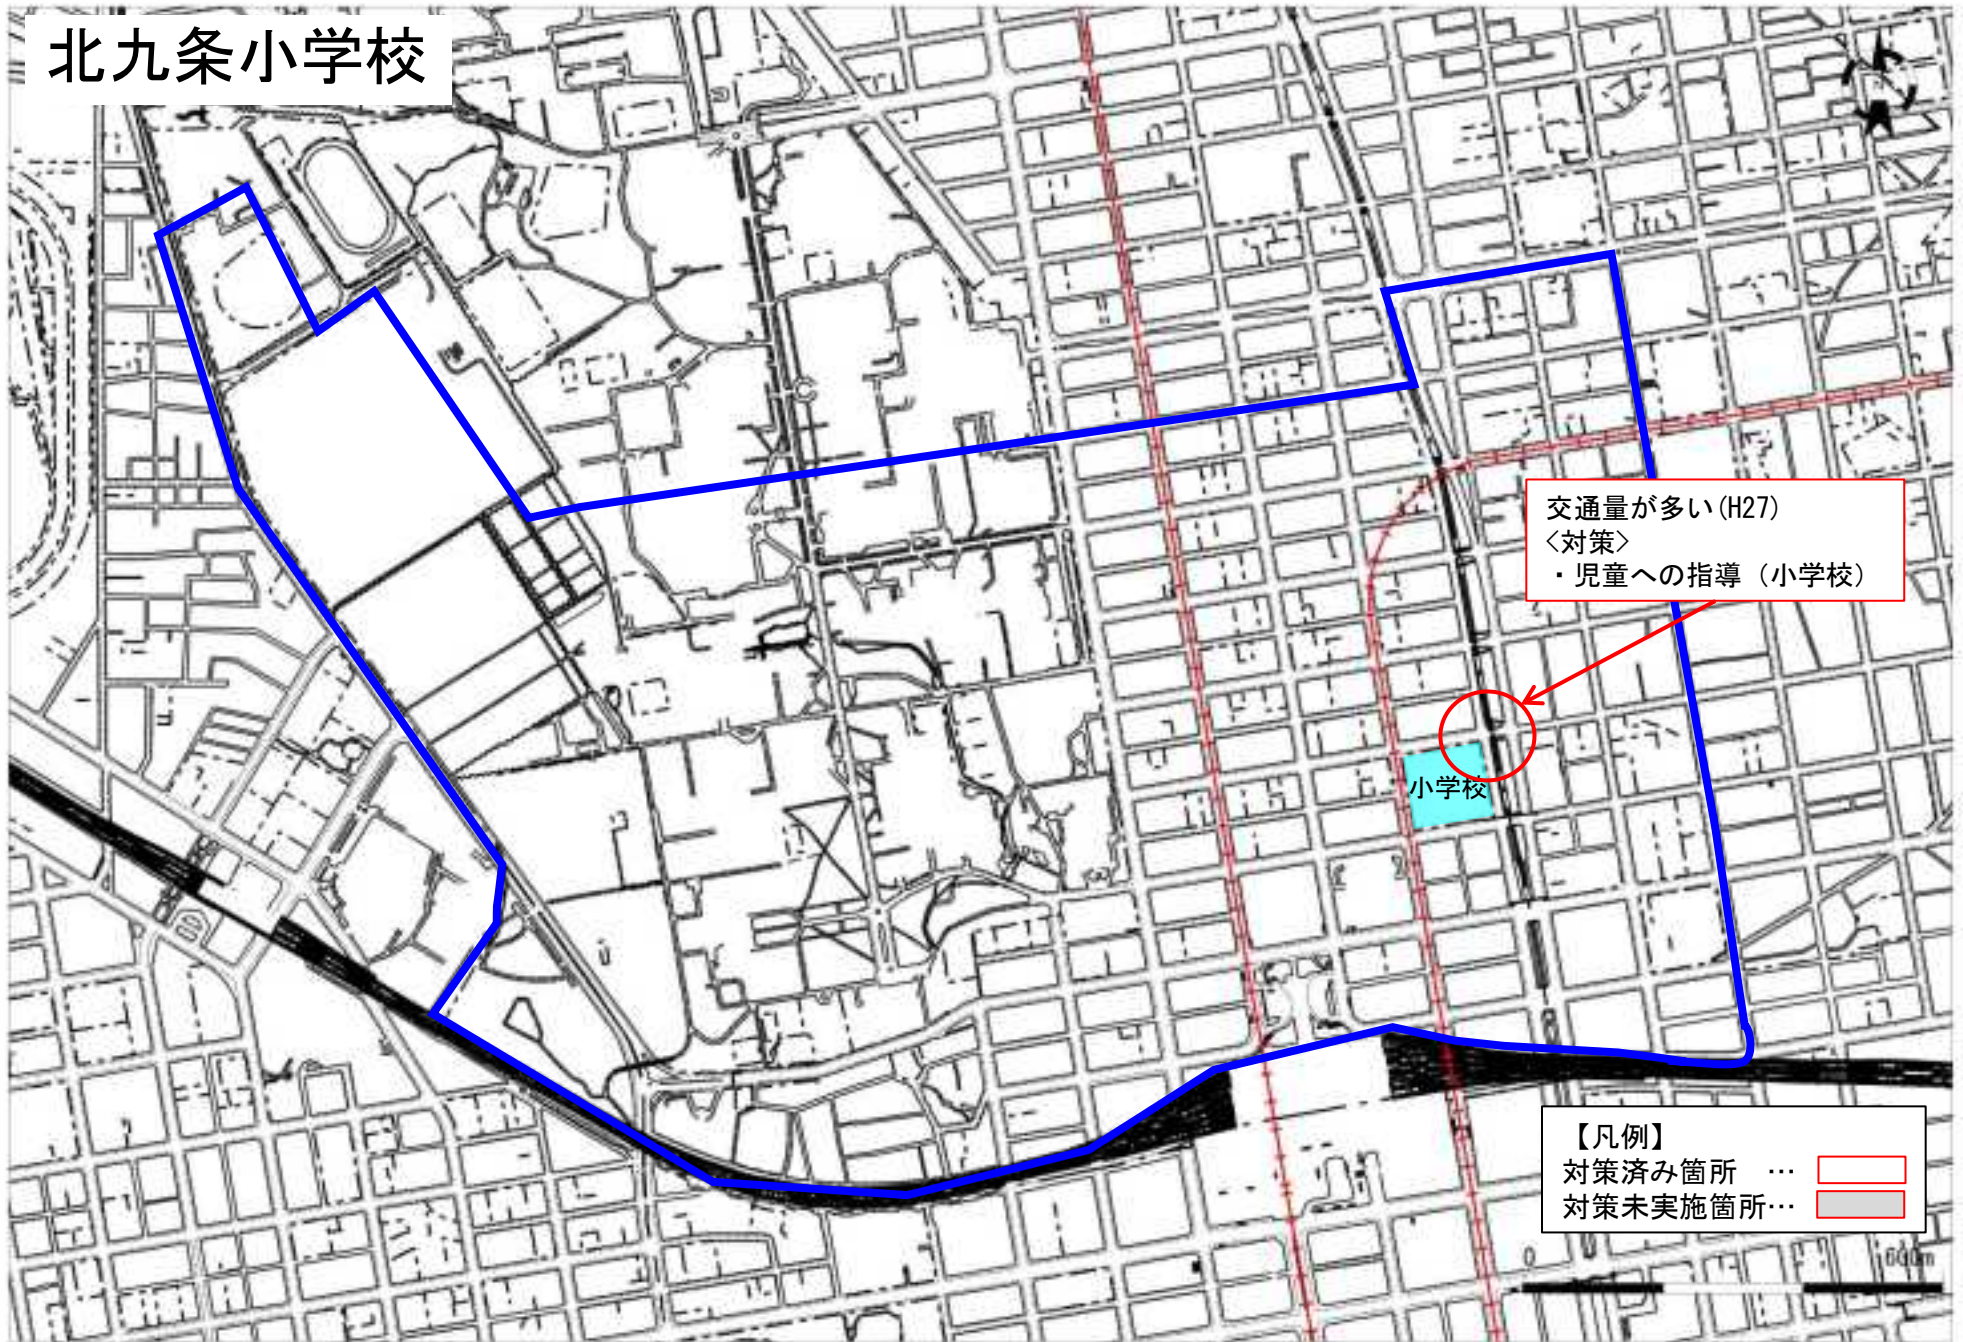 北九条小学校
交通量が多い(H27)
<対策>
・児童への指導（小学校）
小学校
【凡例】
対策済み箇所　…
対策未実施箇所…
0 600m